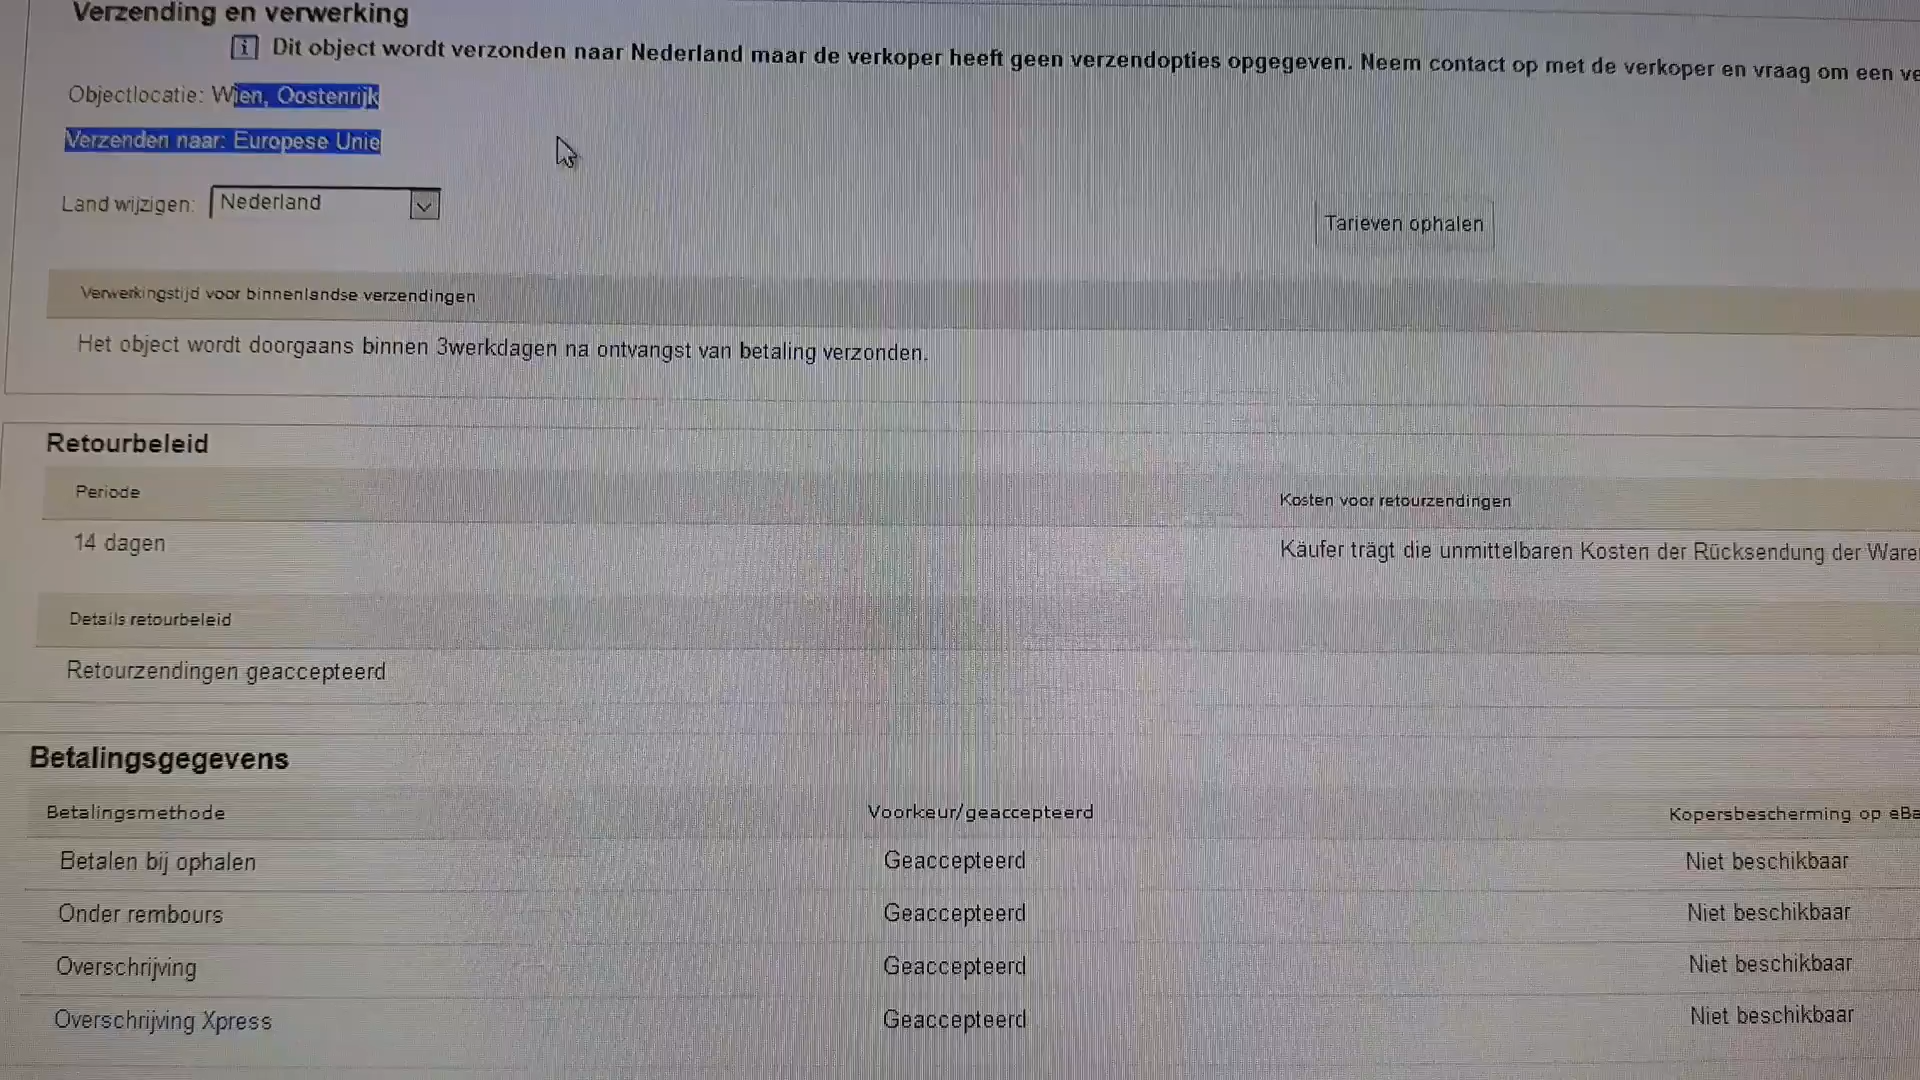 Verzending en verwerking
Dit object wordt verzonden naar Nederland maar de verkoper heeft geen verzendopties opgegeven. Neem contact op met de verkoper en vraag om een ve
Objectlocatie: Wien, Oostenrijk
Verzenden naar: Europese Unie
Land wijzigen: Nederland
Tarieven ophalen
Verwerkingstijd voor binnenlandse verzendingen
Het object wordt doorgaans binnen 3werkdagen na ontvangst van betaling verzonden.
Retourbeleid
Periode Kosten voor retourzendingen
14 dagen Käufer trägt die unmittelbaren Kosten der Rücksendung der Ware
Details retourbeleid
Retourzendingen geaccepteerd
Betalingsgegevens
Betalingsmethode Voorkeur/geaccepteerd Kopersbescherming op eBa
Betalen bij ophalen Geaccepteerd Niet beschikbaar
Onder rembours Geaccepteerd Niet beschikbaar
Overschrijving Geaccepteerd Niet beschikbaar
Overschrijving Xpress Geaccepteerd Niet beschikbaar